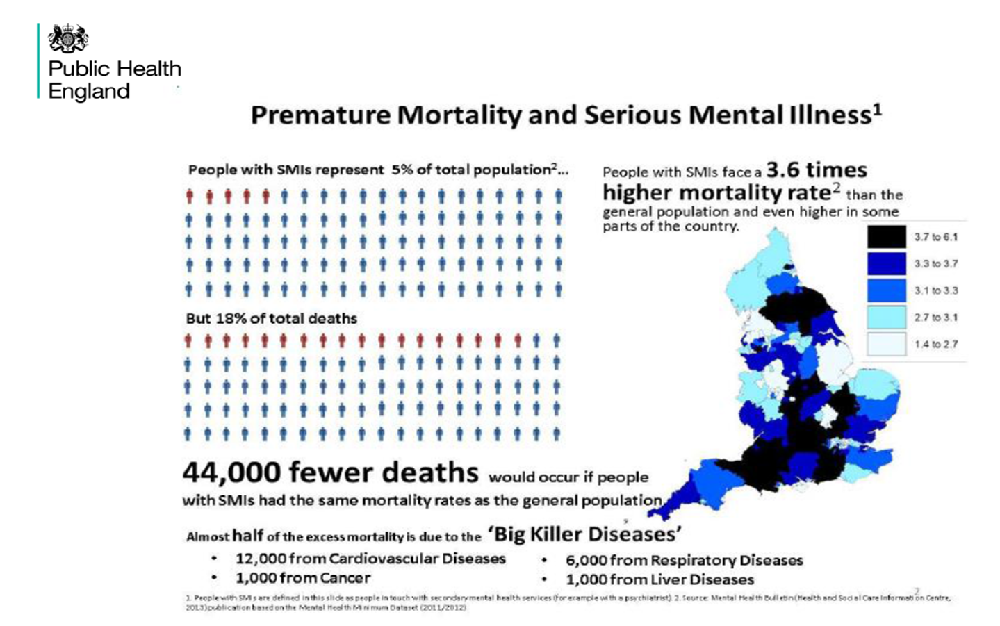 Public Health
England
Premature Mortality and Serious Mental Illness¹
People with SMIs represent 5% of total population²...
But 18% of total deaths
44,000 fewer deaths would occur if people
with SMIs had the same mortality rates as the general population,
People with SMIs face a 3.6 times
higher mortality rate² than the
general population and even higher in some
parts of the country.
3.7 to 6.1
3.3 to 3.7
3.1 to 3.3
2.7 to 3.1
1.4 to 2.7
Almost half of the excess mortality is due to the ‘Big Killer Diseases’
• 12,000 from Cardiovascular Diseases
• 1,000 from Cancer
• 6,000 from Respiratory Diseases
• 1,000 from Liver Diseases
2
1. People with SMIs are defined in this slide as people in touch with secondary mental health services (for example with a psychiatrist) 2. Source: Mental Health Bulletin (Health and Social Care Information Centre,
2013) publication based on the Mental Health Minimum Dataset (2011/2012)